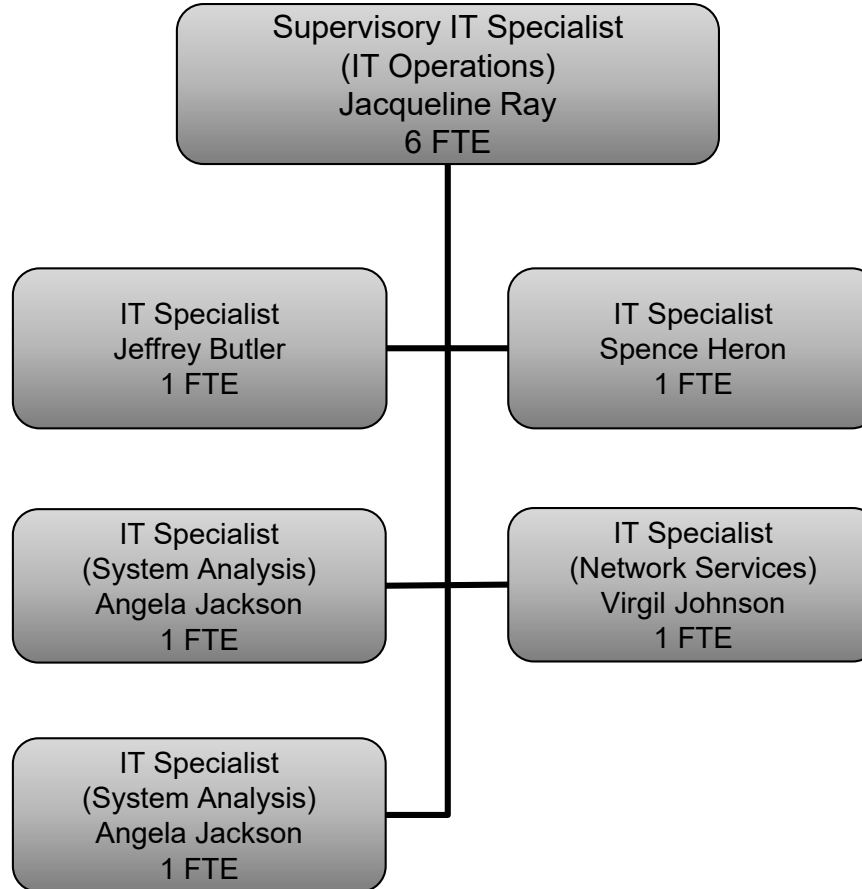 Supervisory IT Specialist
(IT Operations)
Jacqueline Ray
6 FTE
IT Specialist
Jeffrey Butler
1 FTE
IT Specialist
Spence Heron
1 FTE
IT Specialist
(System Analysis)
Angela Jackson
1 FTE
IT Specialist
(Network Services)
Virgil Johnson
1 FTE
IT Specialist
(System Analysis)
Angela Jackson
1 FTE